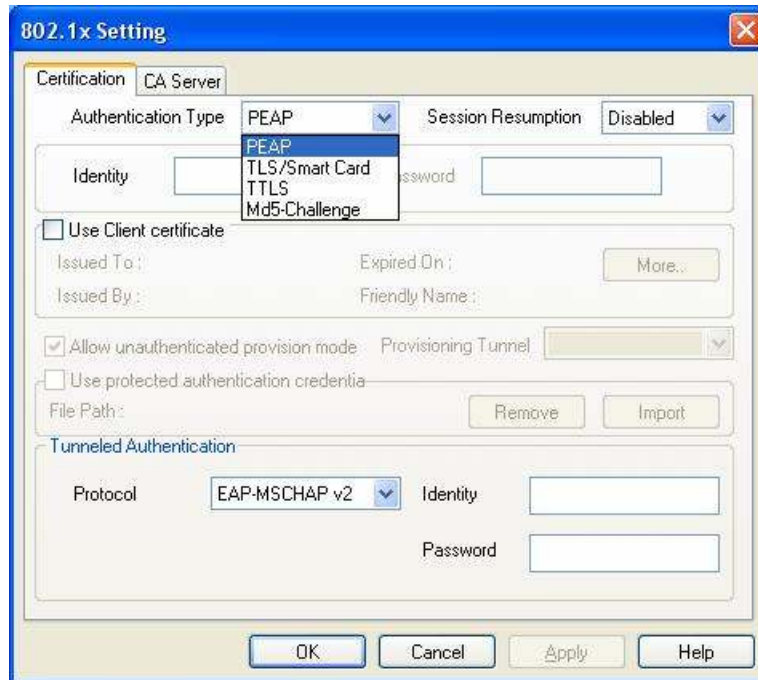 802.1x Setting
Certification CA Server
Authentication Type PEAP Session Resumption Disabled
PEAP
TLS/Smart Card
TTLS
Md5-Challenge
Identity ssword
Use Client certificate
Issued To : Expired On : More..
Issued By : Friendly Name :
Allow unauthenticated provision mode Provisioning Tunnel
Use protected authentication credentia
File Path : Remove Import
Tunneled Authentication
Protocol EAP-MSCHAP v2 Identity
Password
OK Cancel Apply Help